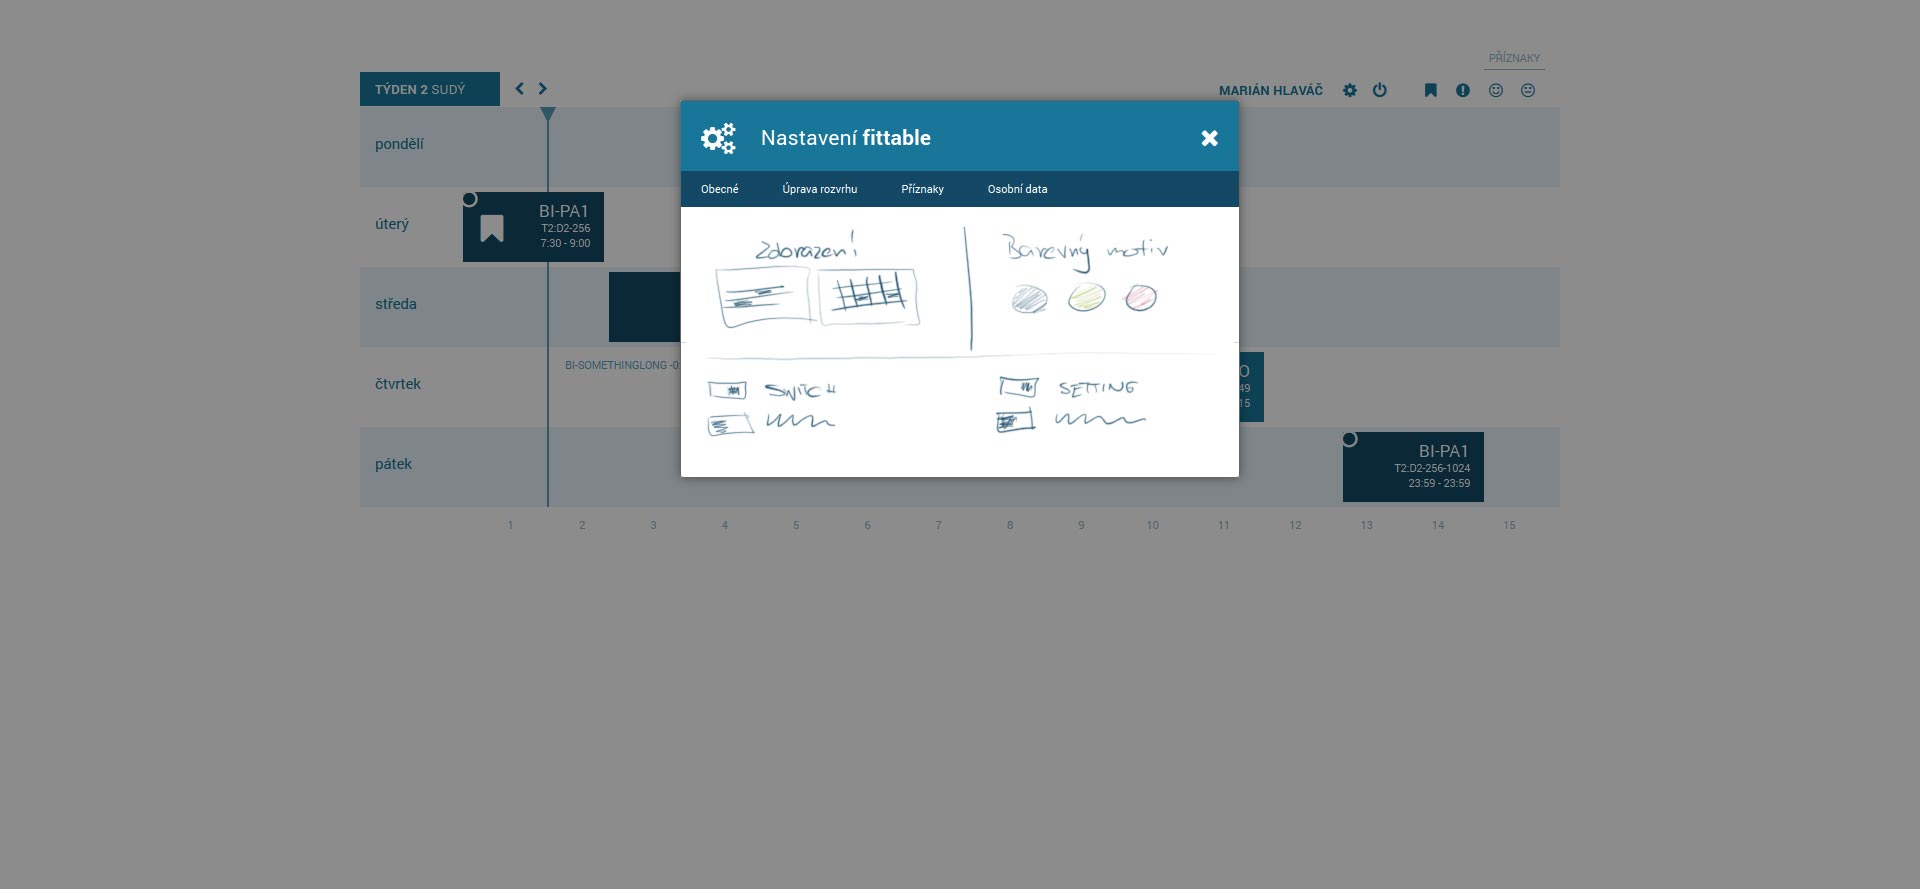 PŘÍZNAKY
TÝDEN 2 SUDÝ
MARIÁN HLAVÁČ
Nastavení fittable
Obecné Úprava rozvrhu Příznaky Osobní data
pondělí
úterý
BI-PA1
T2:D2-256
7:30 - 9:00
středa
čtvrtek
BI-SOMETHINGLONG -0
O
49
15
pátek
BI-PA1
T2:D2-256-1024
23:59 - 23:59
Zobrazení
Barevný motiv
SWITCH
SETTING
1 2 3 4 5 6 7 8 9 10 11 12 13 14 15